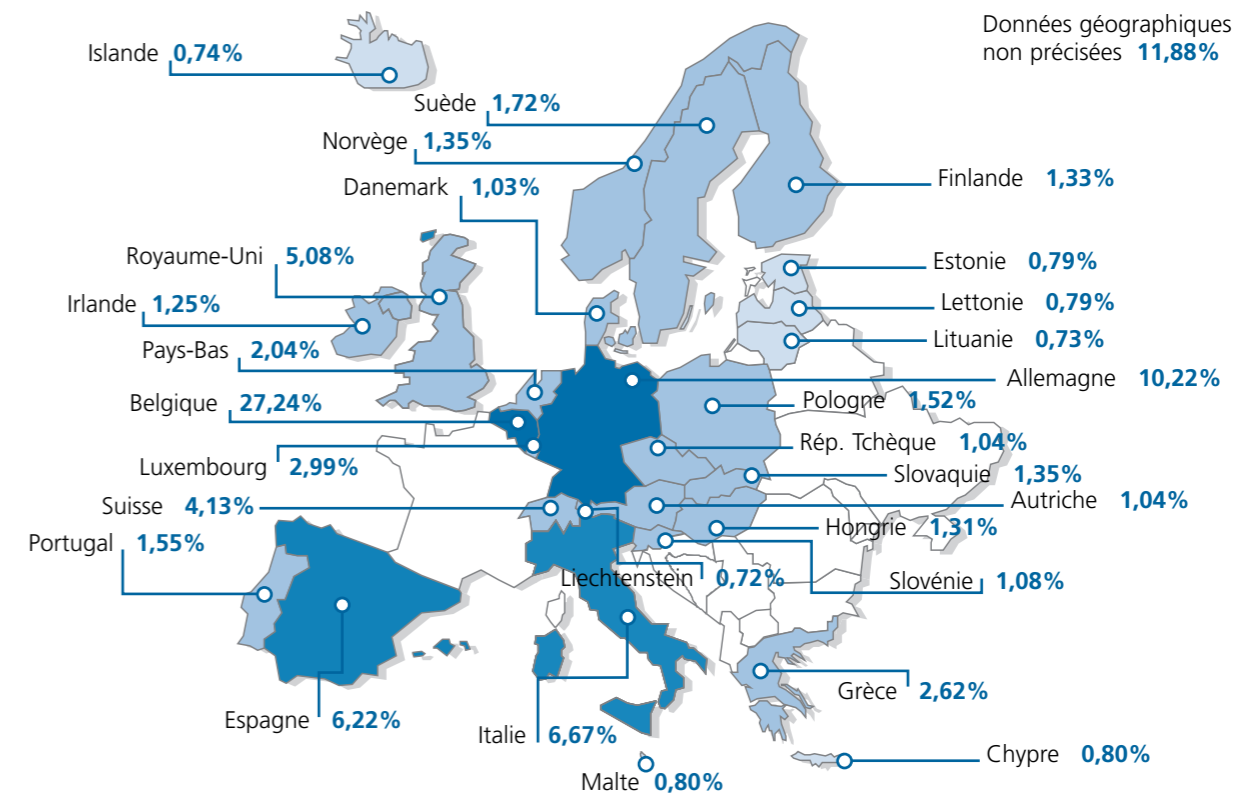 Données géographiques
non précisées 11,88%
Islande 0,74%
Suède 1,72%
Norvège 1,35%
Danemark 1,03%
Finlande 1,33%
Royaume-Uni 5,08%
Estonie 0,79%
Irlande 1,25%
Lettonie 0,79%
Lituanie 0,73%
Pays-Bas 2,04%
Allemagne 10,22%
Belgique 27,24%
Pologne 1,52%
Rép. Tchèque 1,04%
Luxembourg 2,99%
Slovaquie 1,35%
Suisse 4,13%
Autriche 1,04%
Hongrie 1,31%
Portugal 1,55%
Liechtenstein 0,72%
Slovénie 1,08%
Grèce 2,62%
Espagne 6,22%
Italie 6,67%
Chypre 0,80%
Malte 0,80%